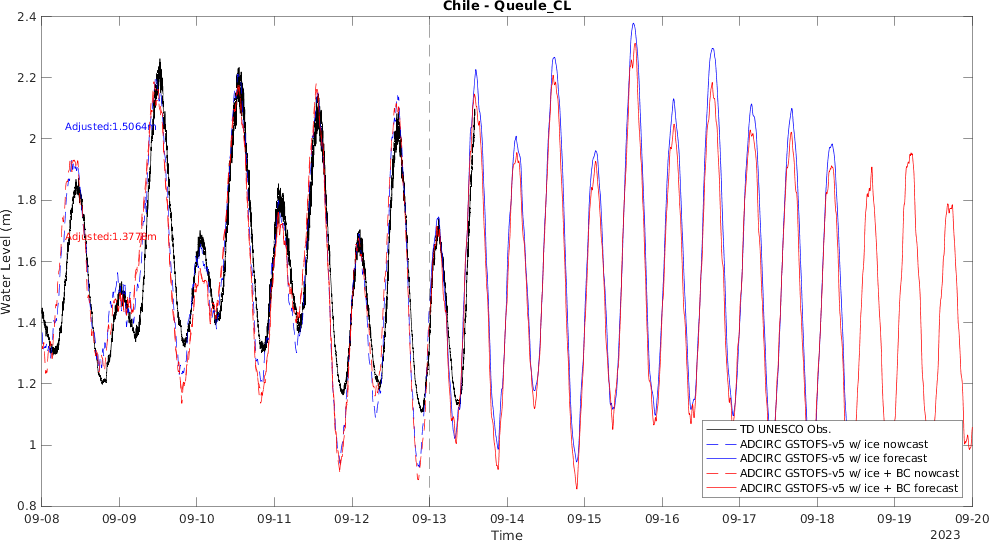 Chile - Queule_CL
2.4
2.2
2
1.8
1.6
1.4
1.2
1
0.8
Water Level (m)
Adjusted:1.5064m
Adjusted:1.3776m
TD UNESCO Obs.
ADCIRC GSTOFS-v5 w/ ice nowcast
ADCIRC GSTOFS-v5 w/ ice forecast
ADCIRC GSTOFS-v5 w/ ice + BC nowcast
ADCIRC GSTOFS-v5 w/ ice + BC forecast
09-08 09-09 09-10 09-11 09-12 09-13 09-14 09-15 09-16 09-17 09-18 09-19 09-20
Time
2023